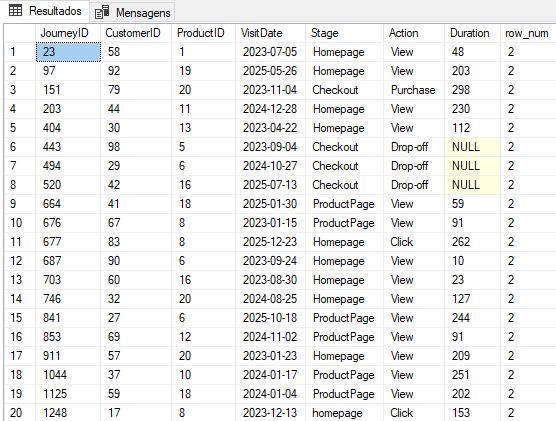 Resultados Mensagens
JourneyID CustomerID ProductID VisitDate Stage Action Duration row_num
1 23 58 1 2023-07-05 Homepage View 48 2
2 97 92 19 2025-05-26 Homepage View 203 2
3 151 79 20 2023-11-04 Checkout Purchase 298 2
4 203 44 11 2024-12-28 Homepage View 230 2
5 404 30 13 2023-04-22 Homepage View 112 2
6 443 98 5 2023-09-04 Checkout Drop-off NULL 2
7 494 29 6 2024-10-27 Checkout Drop-off NULL 2
8 520 42 16 2025-07-13 Checkout Drop-off NULL 2
9 664 41 18 2025-01-30 ProductPage View 59 2
10 676 67 8 2023-01-15 ProductPage View 91 2
11 677 83 8 2025-12-23 Homepage Click 262 2
12 687 90 6 2023-09-24 Homepage View 10 2
13 703 60 16 2023-08-30 Homepage View 23 2
14 746 32 20 2024-08-25 Homepage View 127 2
15 841 27 6 2025-10-18 ProductPage View 244 2
16 853 69 12 2024-11-02 ProductPage View 91 2
17 911 57 20 2023-01-23 Homepage View 209 2
18 1044 37 10 2024-01-17 ProductPage View 251 2
19 1125 59 18 2024-01-04 ProductPage View 202 2
20 1248 17 8 2023-12-13 homepage Click 153 2